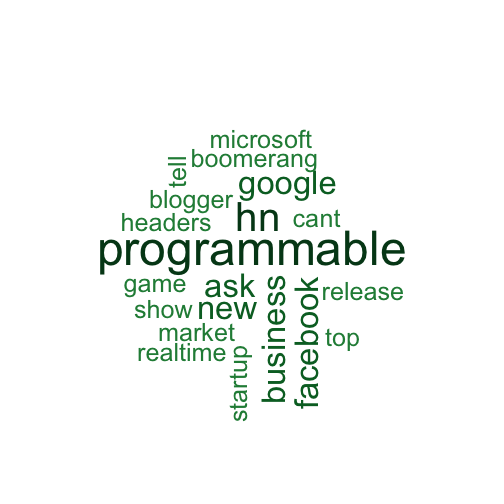 microsoft
boomerang
tell
google
blogger
hn
cant
headers
programmable
game
ask
business
facebook
release
show
new
market
top
realtime
startup